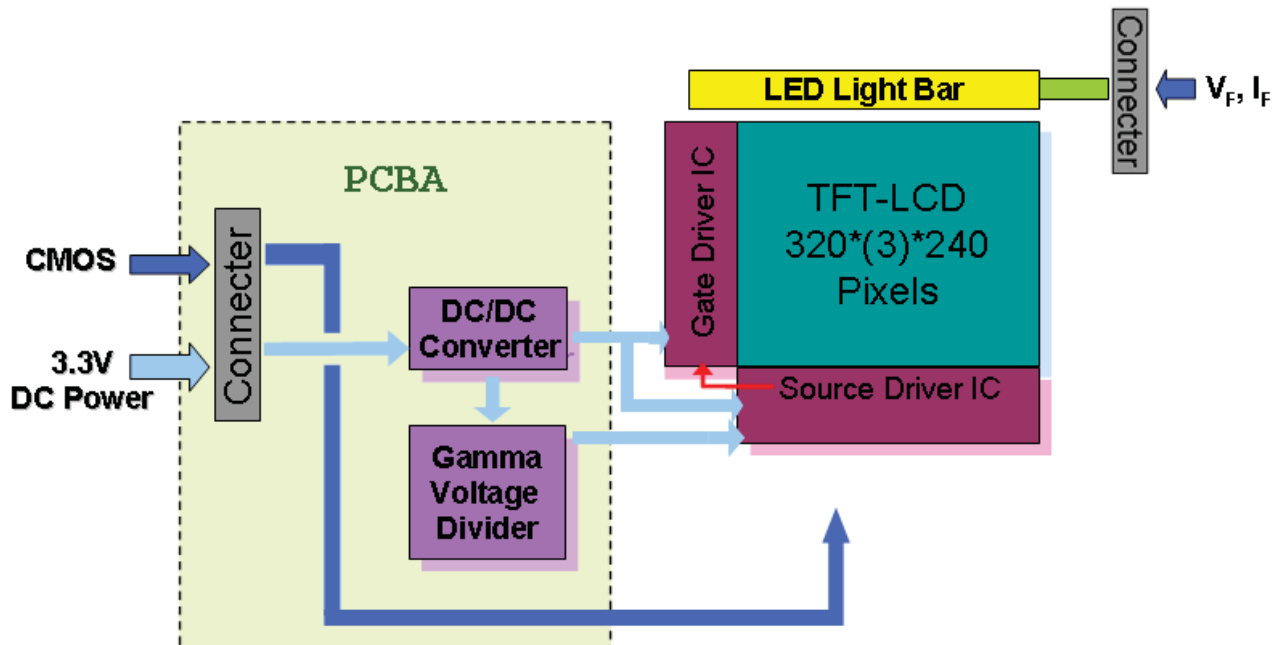 PCBA
CMOS
3.3V
DC Power
Connecter
DC/DC
Converter
Gamma
Voltage
Divider
LED Light Bar
Connecter
V_F, I_F
Gate Driver IC
TFT-LCD
320*(3)*240
Pixels
Source Driver IC